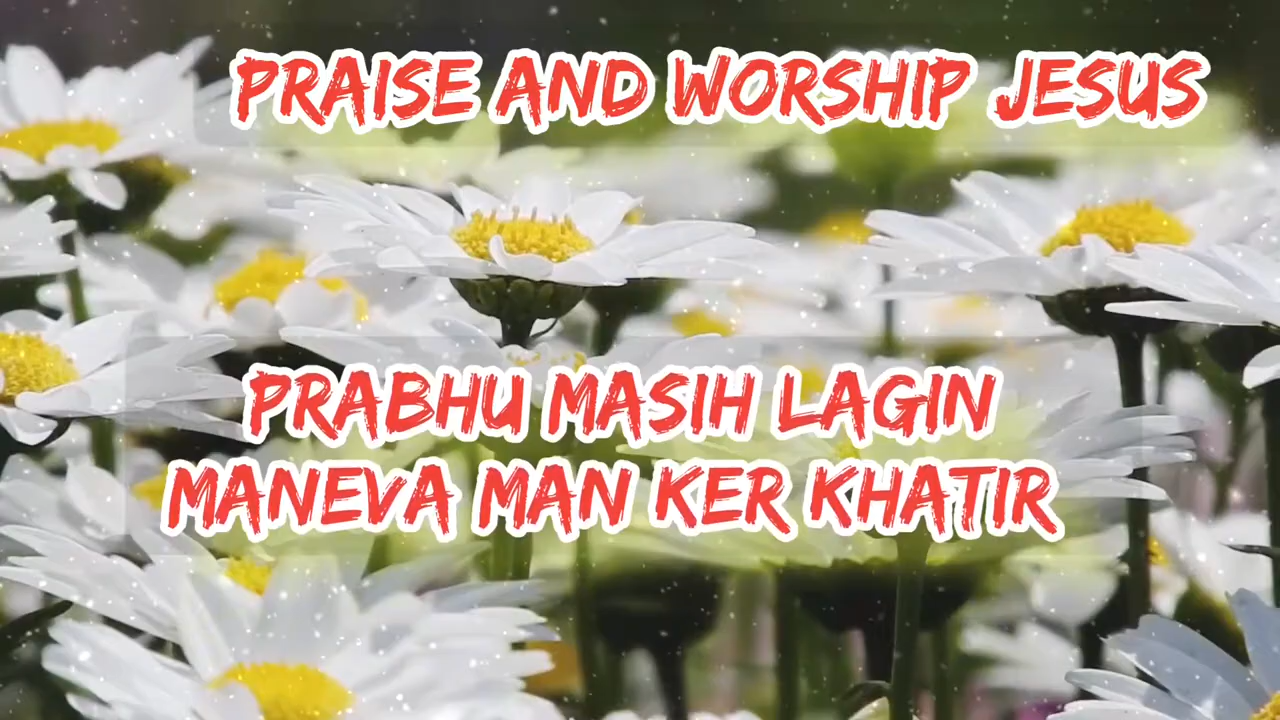 PRAISE AND WORSHIP JESUS
PRABHU MASIH LAGIN
MANEVA MAN KER KHATIR